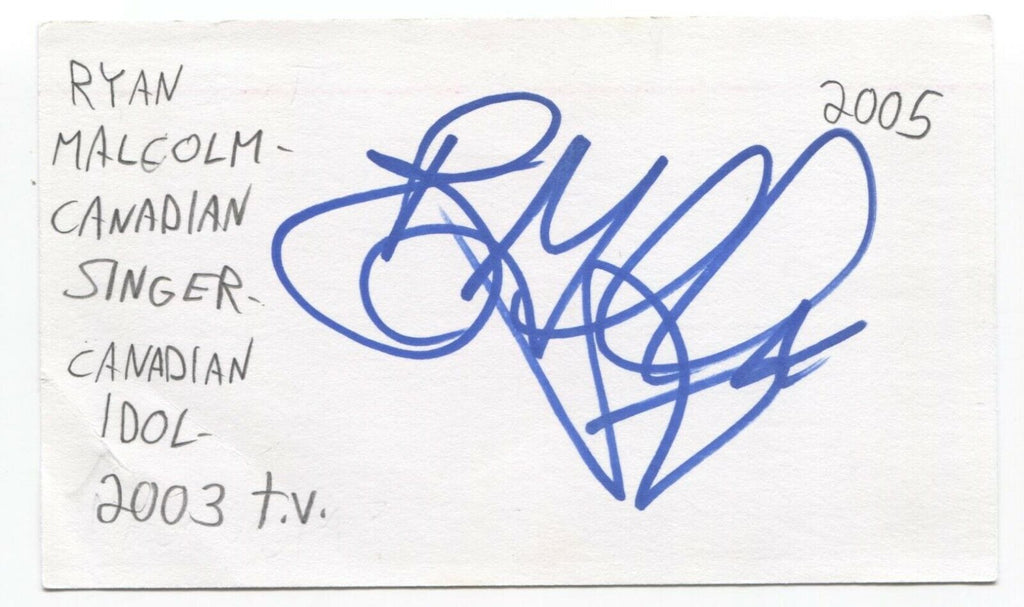 RYAN
MALCOLM-
CANADIAN
SINGER-
CANADIAN
IDOL-
2003 t.v.
2005